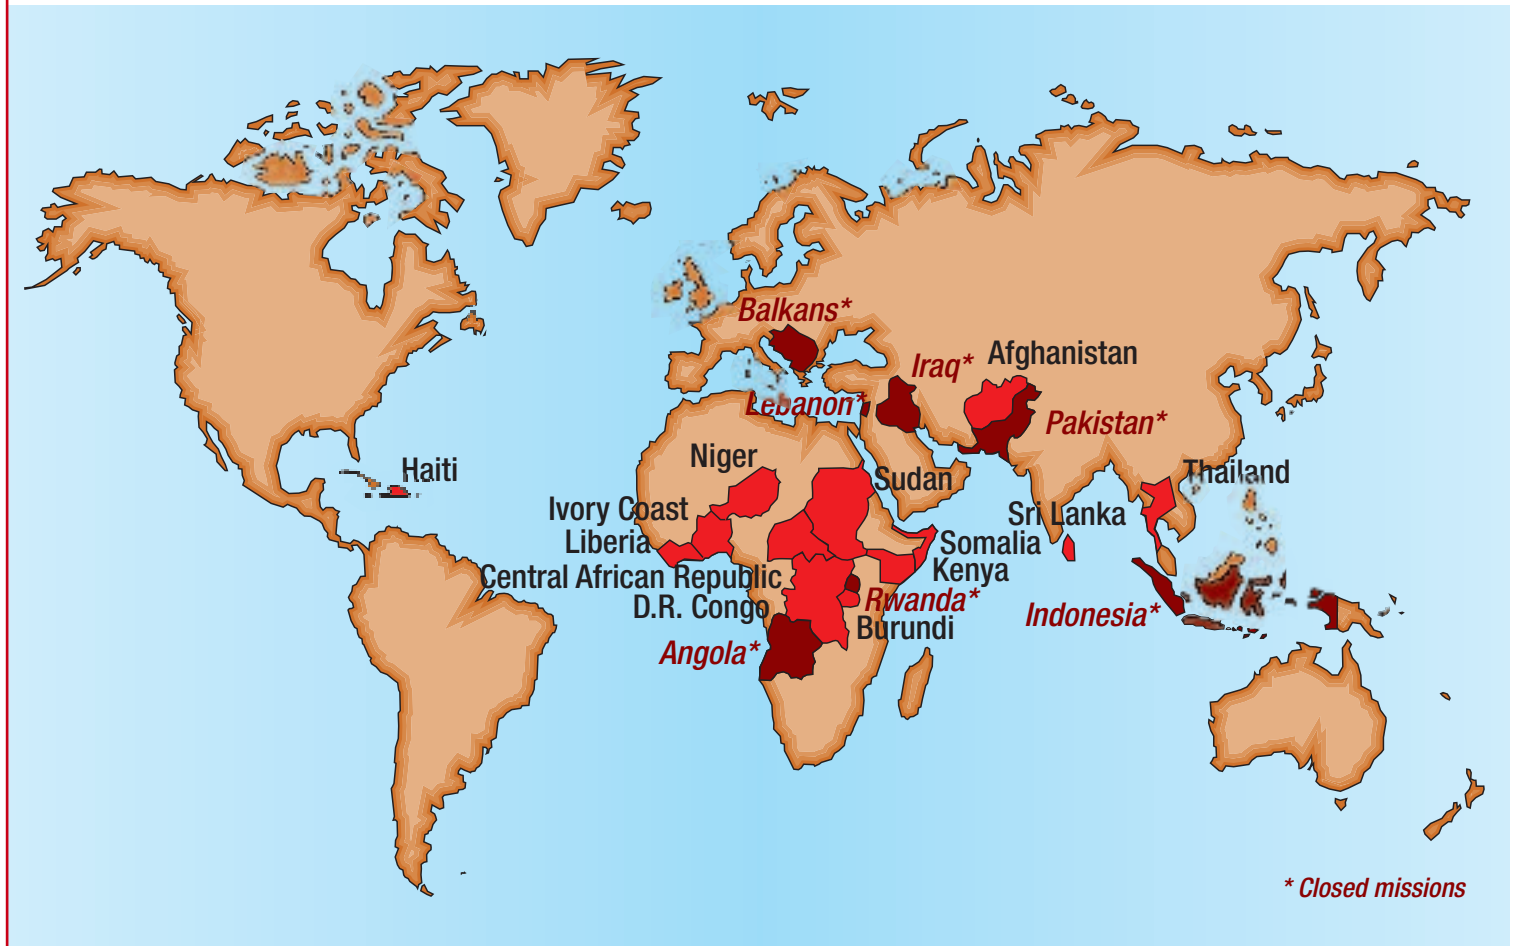 Balkans*
Iraq*
Afghanistan
Lebanon*
Pakistan*
Niger
Haiti
Sudan
Thailand
Ivory Coast
Sri Lanka
Liberia
Somalia
Central African Republic
Kenya
D.R. Congo
Rwanda*
Indonesia*
Burundi
Angola*
* Closed missions